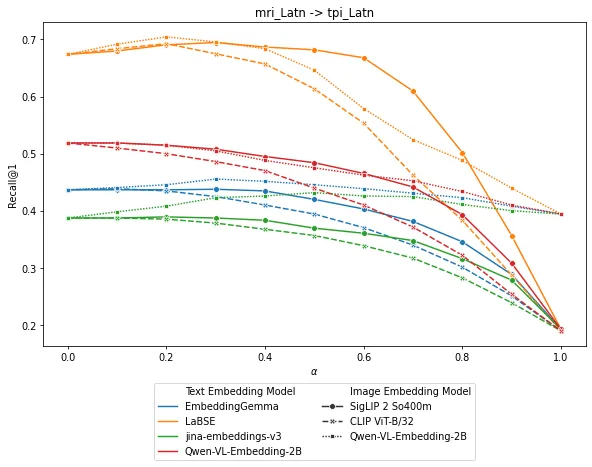 mri_Latn -> tpi_Latn
0.7
0.6
0.5
0.4
0.3
0.2
Recall@1
0.0 0.2 0.4 0.6 0.8 1.0
α
Text Embedding Model Image Embedding Model
EmbeddingGemma SigLIP 2 So400m
LaBSE CLIP ViT-B/32
jina-embeddings-v3 Qwen-VL-Embedding-2B
Qwen-VL-Embedding-2B